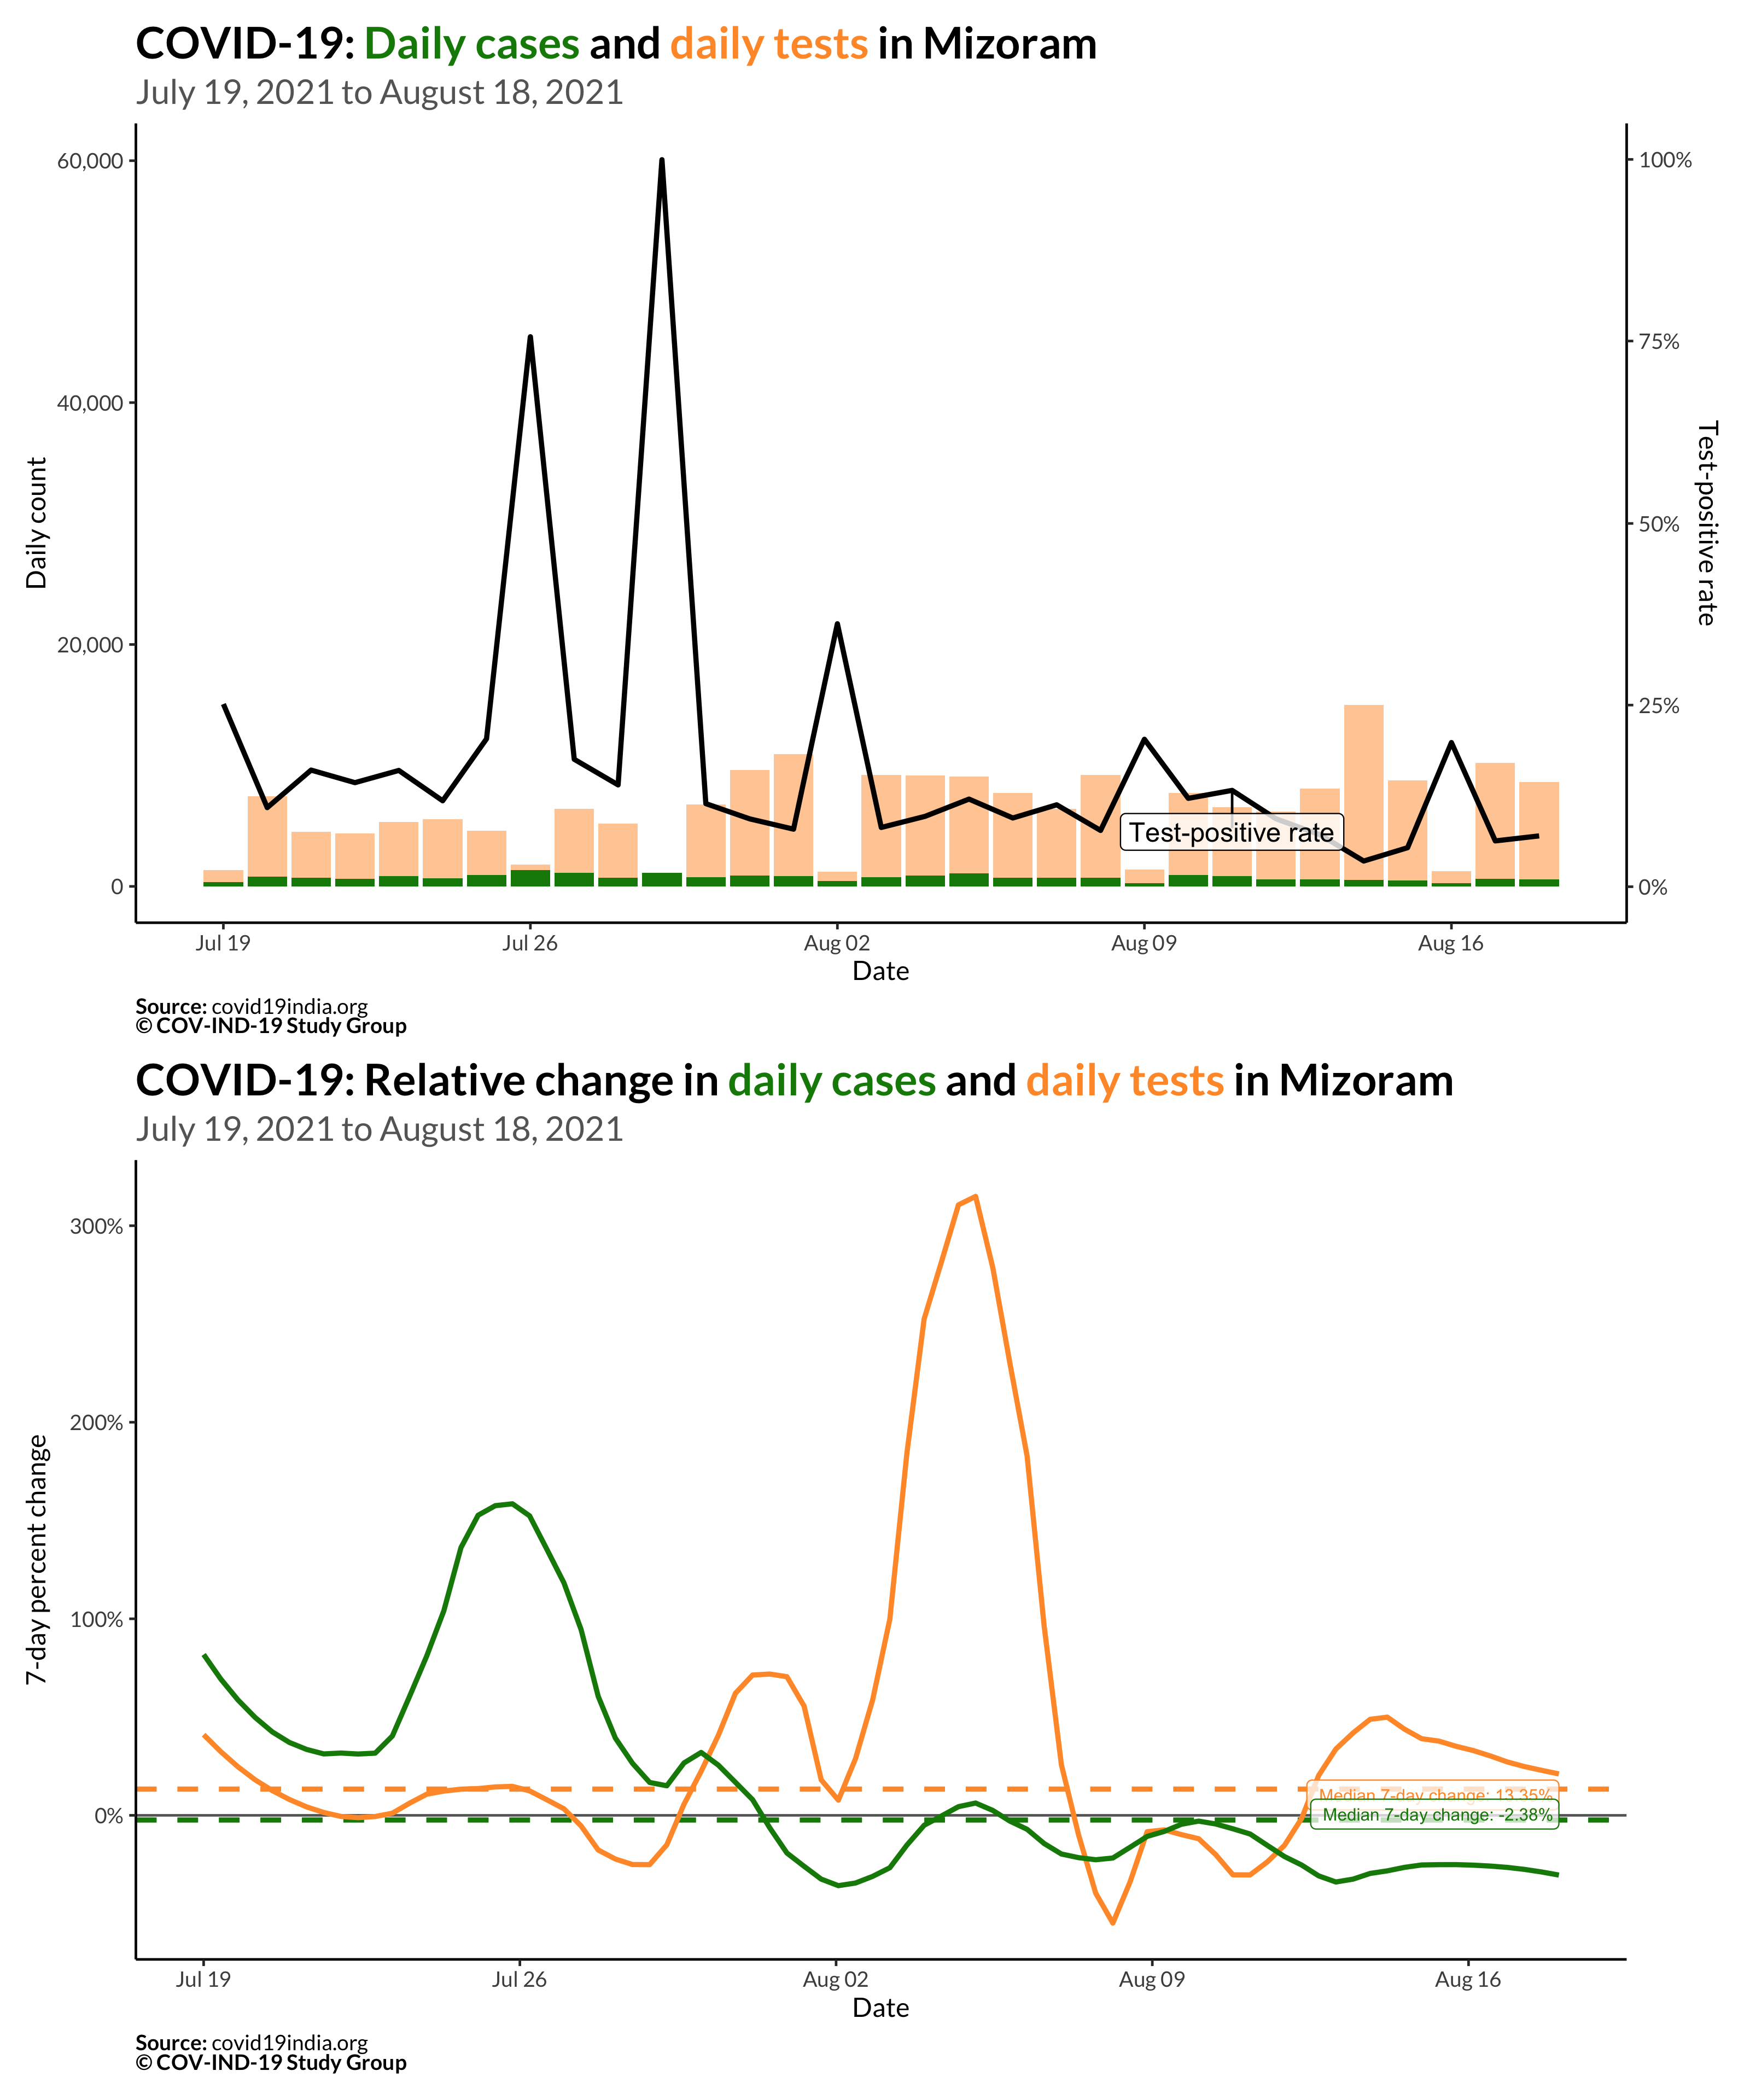 COVID-19: Daily cases and daily tests in Mizoram
July 19, 2021 to August 18, 2021
60,000
40,000
20,000
0
Daily count
100%
75%
50%
25%
0%
Test-positive rate
Test-positive rate
Jul 19
Jul 26
Aug 02
Aug 09
Aug 16
Date
Source: covid19india.org
© COV-IND-19 Study Group
COVID-19: Relative change in daily cases and daily tests in Mizoram
July 19, 2021 to August 18, 2021
300%
200%
100%
0%
7-day percent change
Median 7-day change: 13.35%
Median 7-day change: -2.38%
Jul 19
Jul 26
Aug 02
Aug 09
Aug 16
Date
Source: covid19india.org
© COV-IND-19 Study Group